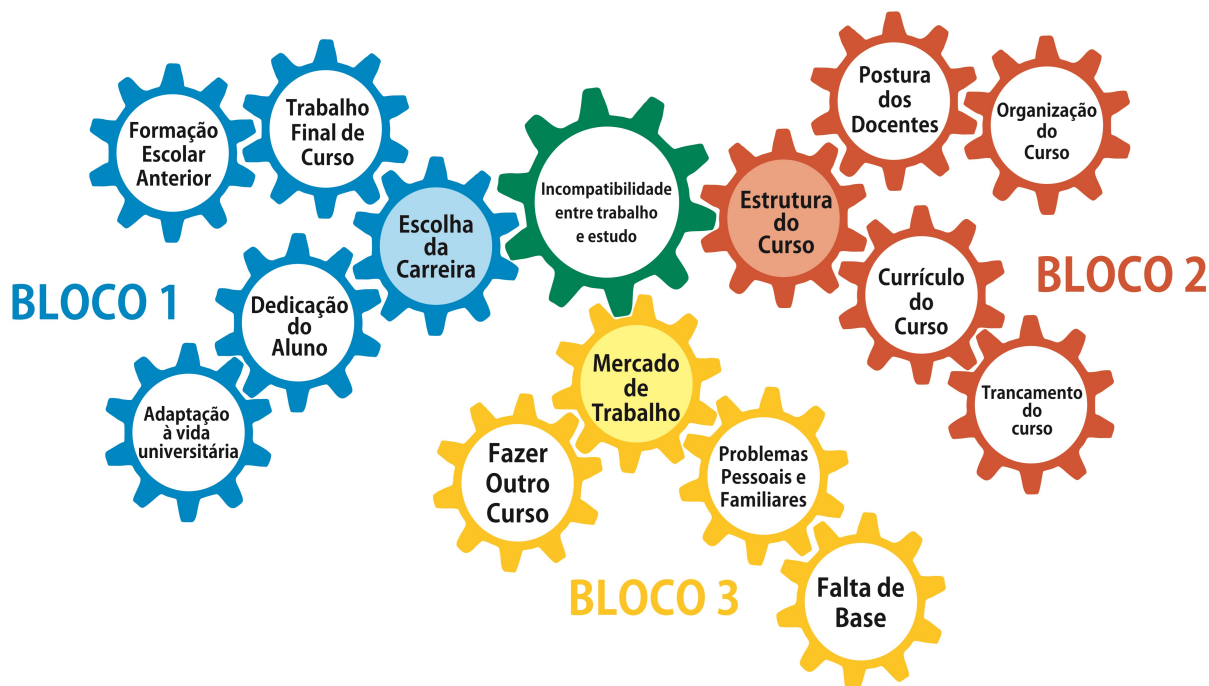 Formação
Escolar
Anterior
Trabalho
Final de
Curso
Escolha
da
Carreira
BLOCO 1
Dedicação
do
Aluno
Adaptação
à vida
universitária
Incompatibilidade
entre trabalho
e estudo
Postura
dos
Docentes
Organização
do
Curso
Estrutura
do
Curso
BLOCO 2
Currículo
do
Curso
Trancamento
do
curso
Mercado
de
Trabalho
Fazer
Outro
Curso
Problemas
Pessoais e
Familiares
BLOCO 3
Falta de
Base